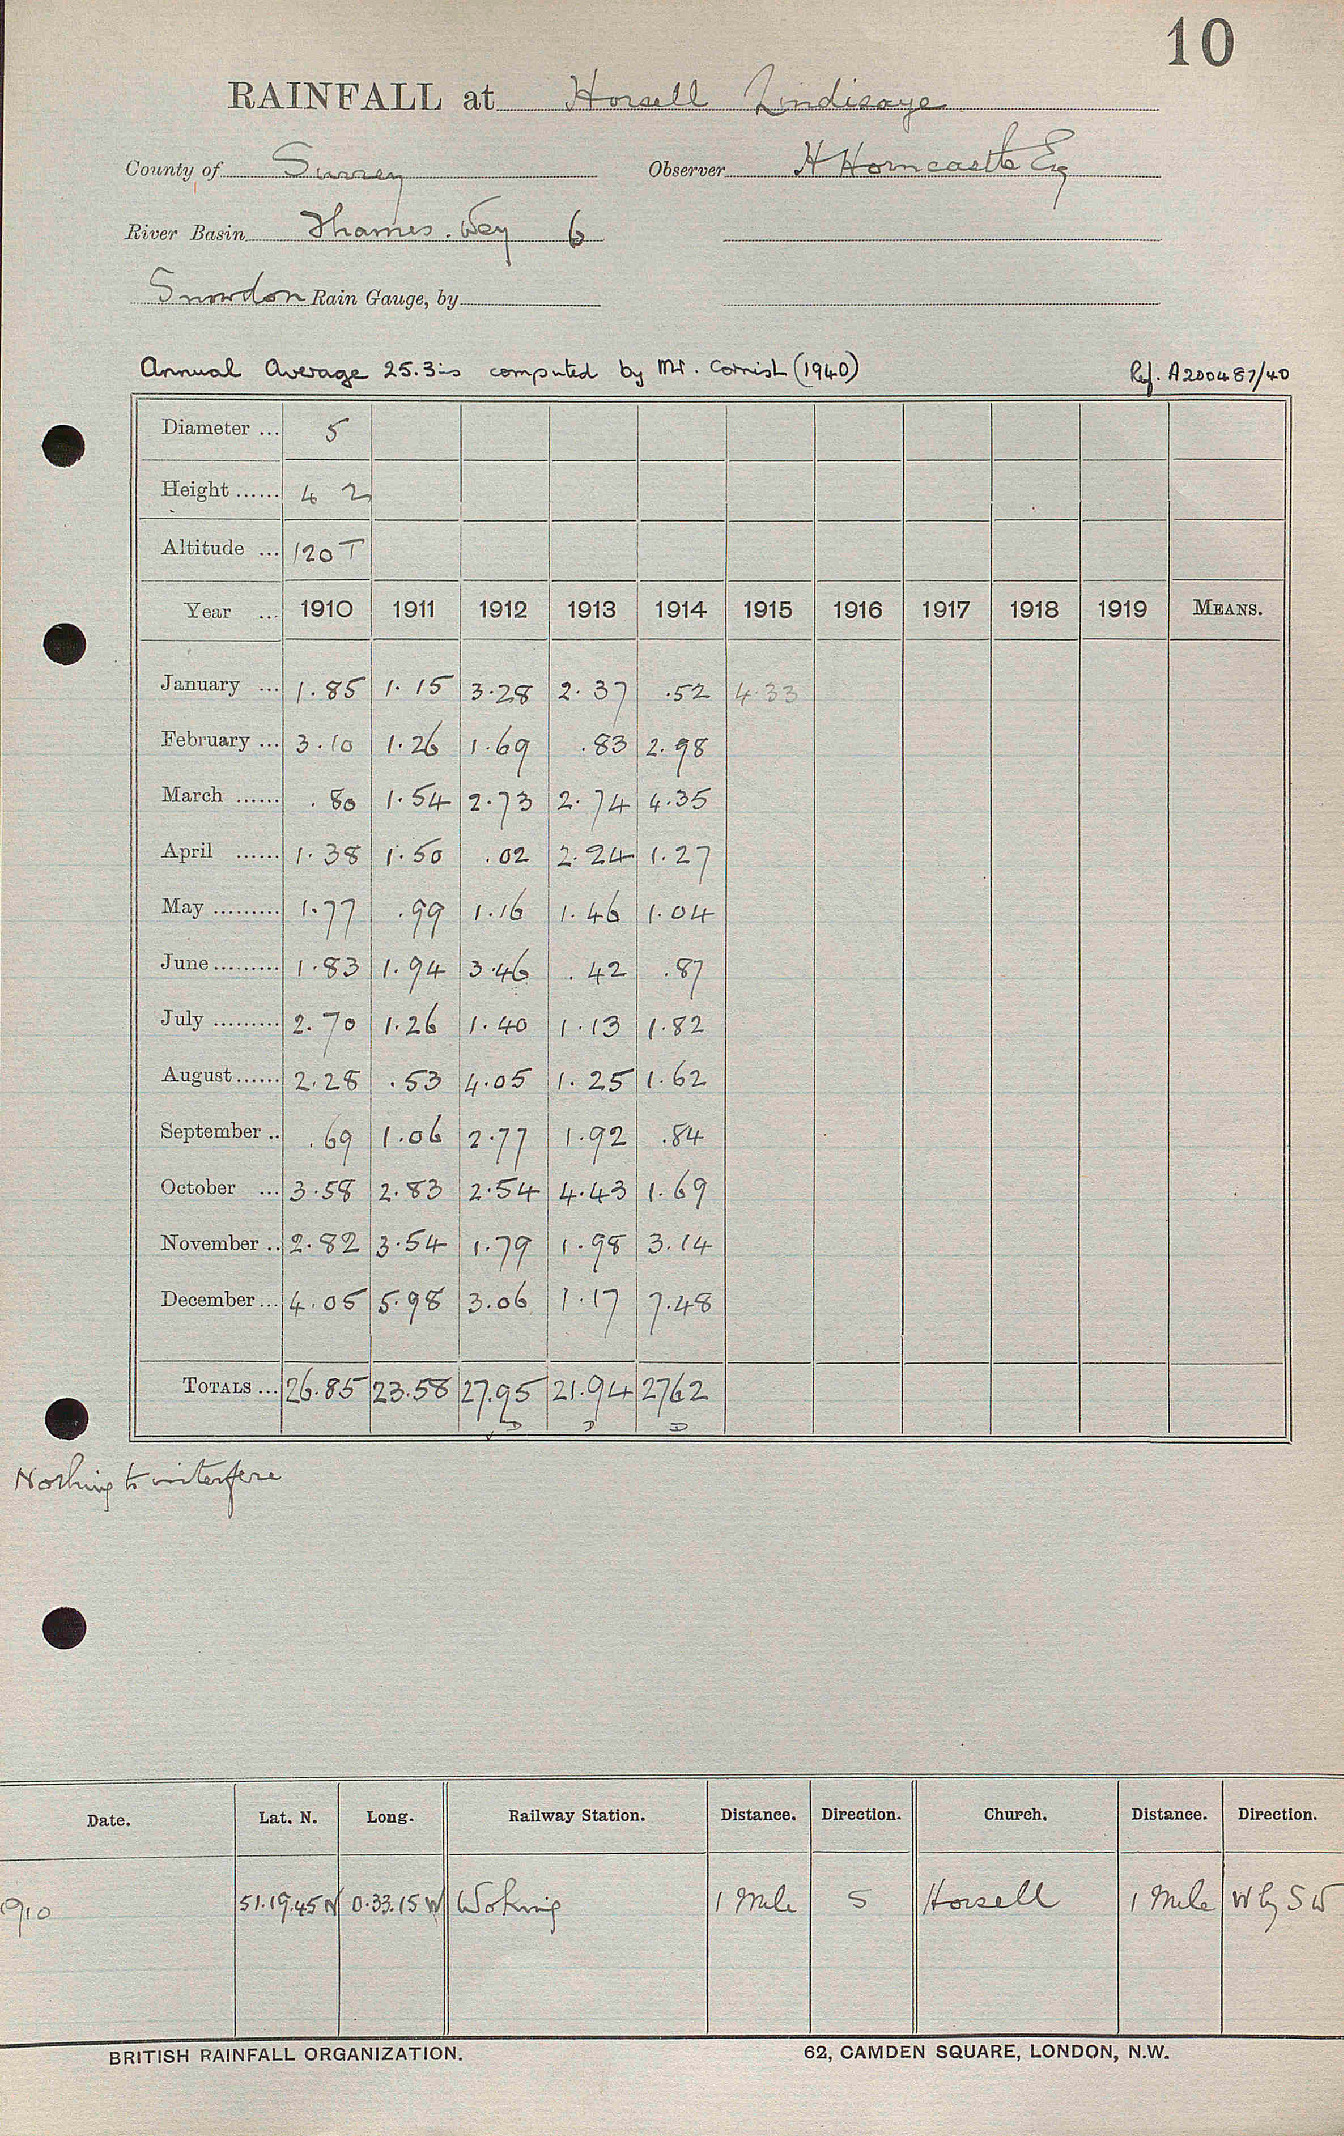 10
RAINFALL at Horsell Lindisaye
County of Surrey Observer H Horncastle Esq
River Basin Thames. Wey 6
Snowdon Rain Gauge, by
Annual Average 25.3 ins computed by Mr. Cornish (1940) Ref. A200487/40
Diameter ... 5
Height ...... 4 2
Altitude ... 120 T
Year ... 1910 1911 1912 1913 1914 1915 1916 1917 1918 1919 MEANS.
January ... 1.85 1.15 3.28 2.37 .52 4.33
February ... 3.10 1.26 1.69 .83 2.98
March ...... .80 1.54 2.73 2.74 4.35
April ...... 1.38 1.50 .02 2.24 1.27
May ......... 1.77 .99 1.16 1.46 1.04
June ......... 1.83 1.94 3.46 .42 .87
July ......... 2.70 1.26 1.40 1.13 1.82
August...... 2.28 .53 4.05 1.25 1.62
September .. .69 1.06 2.77 1.92 .84
October ... 3.58 2.83 2.54 4.43 1.69
November .. 2.82 3.54 1.79 1.98 3.14
December ... 4.05 5.98 3.06 1.17 7.48
TOTALS ... 26.85 23.58 27.95 21.94 2762
D D D
Nothing to interfere
Date. Lat. N. Long. Railway Station. Distance. Direction. Church. Distance. Direction.
1910 51.19.45 N 0.33.15 W Woking 1 Mile S Horsell 1 Mile W by SW
BRITISH RAINFALL ORGANIZATION. 62, CAMDEN SQUARE, LONDON, N.W.